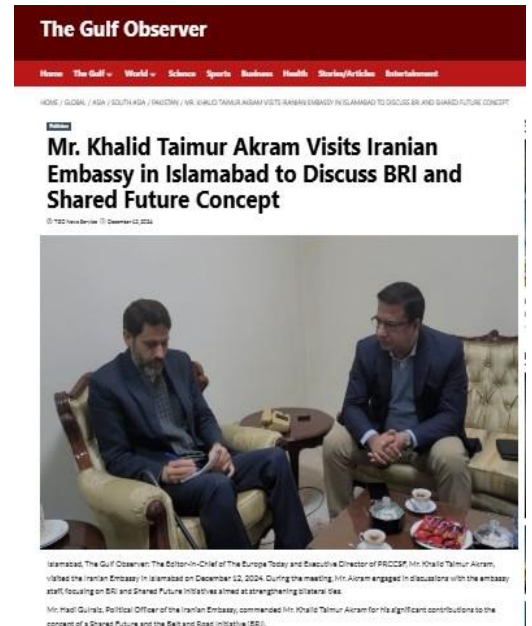 The Gulf Observer
Home The Gulf World Science Sports Business Health Stories/Articles Entertainment
HOME / GLOBAL / ASIA / SOUTH ASIA / PAKISTAN / MR. KHALID TAIMUR AKRAM VISITS IRANIAN EMBASSY IN ISLAMABAD TO DISCUSS BRI AND SHARED FUTURE CONCEPT
Pakistan
Mr. Khalid Taimur Akram Visits Iranian
Embassy in Islamabad to Discuss BRI and
Shared Future Concept
TGO News Service December 12, 2024
Islamabad, The Gulf Observer: The Editor-in-Chief of The Europe Today and Executive Director of PRCCSF, Mr. Khalid Taimur Akram,
visited the Iranian Embassy in Islamabad on December 12, 2024. During the meeting, Mr. Akram engaged in discussions with the embassy
staff, focusing on BRI and Shared Future initiatives aimed at strengthening bilateral ties.
Mr. Hadi Guiraiz, Political Officer of the Iranian Embassy, commended Mr. Khalid Taimur Akram for his significant contributions to the
concept of a Shared Future and the Belt and Road Initiative (BRI).